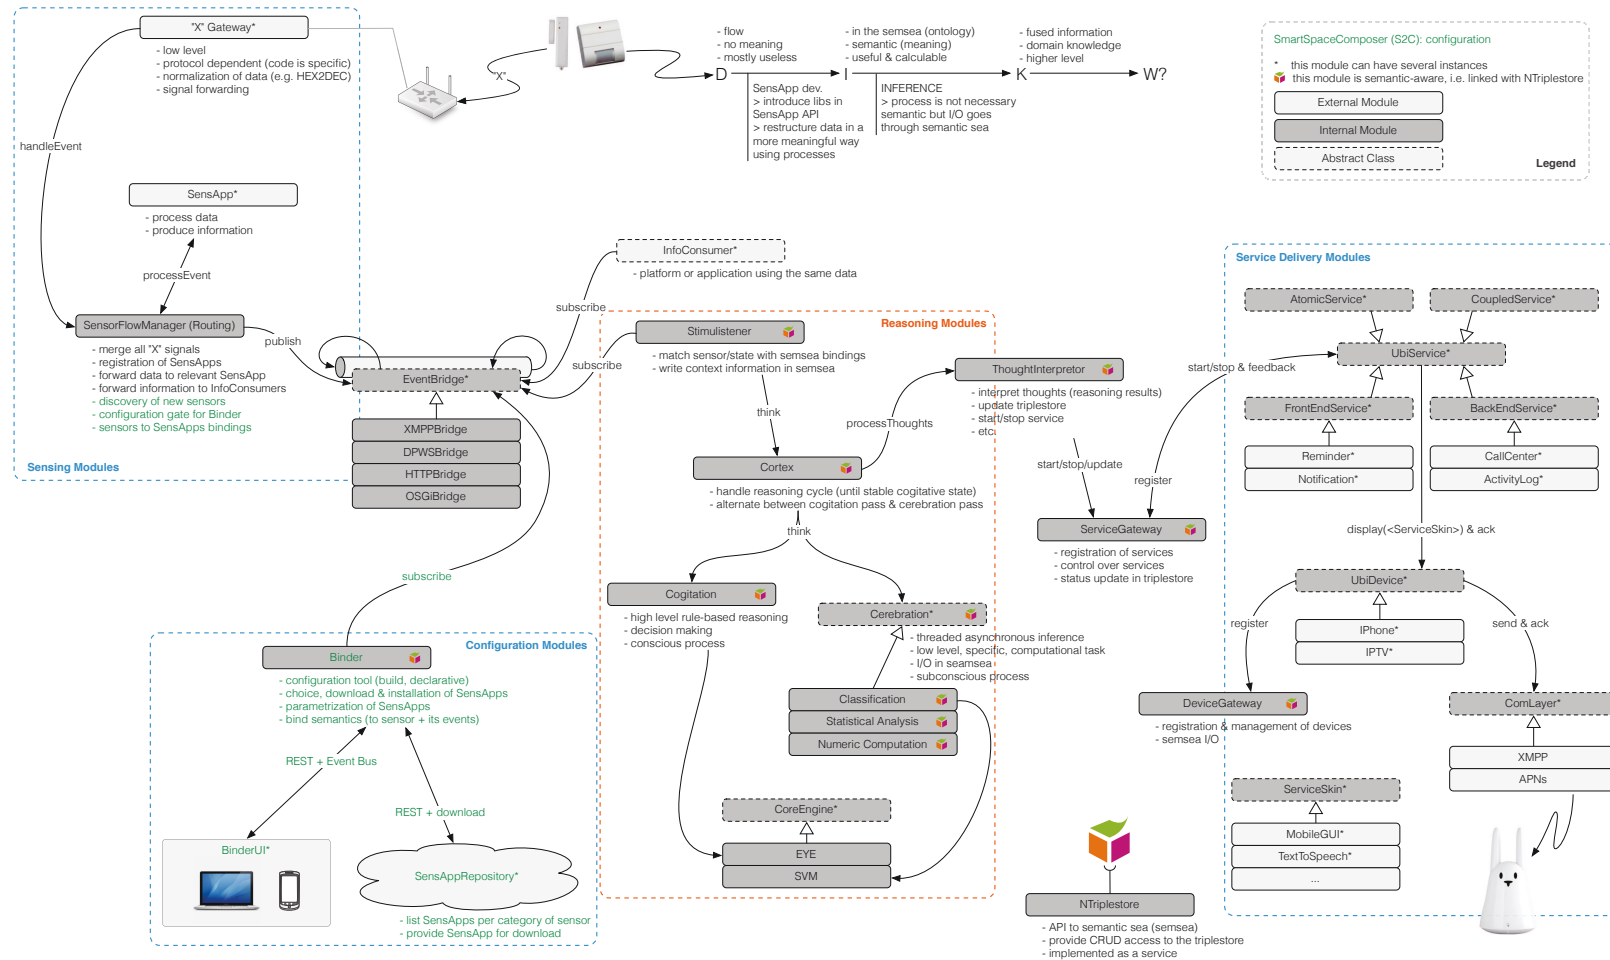 "X" Gateway*
- low level
- protocol dependent (code is specific)
- normalization of data (e.g. HEX2DEC)
- signal forwarding
handleEvent
SensApp*
- process data
- produce information
processEvent
SensorFlowManager (Routing)
- merge all "X" signals
- registration of SensApps
- forward data to relevant SensApp
- forward information to InfoConsumers
- discovery of new sensors
- configuration gate for Binder
- sensors to SensApps bindings
Sensing Modules
publish
"X"
- flow
- no meaning
- mostly useless
- in the semsea (ontology)
- semantic (meaning)
- useful & calculable
- fused information
- domain knowledge
- higher level
D
I
K
W?
SensApp dev.
> introduce libs in
SensApp API
> restructure data in a
more meaningful way
using processes
INFERENCE
> process is not necessary
semantic but I/O goes
through semantic sea
SmartSpaceComposer (S2C): configuration
* this module can have several instances
this module is semantic-aware, i.e. linked with NTriplestore
External Module
Internal Module
Abstract Class
Legend
InfoConsumer*
- platform or application using the same data
subscribe
subscribe
EventBridge*
XMPPBridge
DPWSBridge
HTTPBridge
OSGiBridge
subscribe
Reasoning Modules
Stimulistener
- match sensor/state with semsea bindings
- write context information in semsea
think
processThoughts
ThoughtInterpretor
- interpret thoughts (reasoning results)
- update triplestore
- start/stop service
- etc.
Cortex
- handle reasoning cycle (until stable cogitative state)
- alternate between cogitation pass & cerebration pass
think
Cogitation
- high level rule-based reasoning
- decision making
- conscious process
Cerebration*
- threaded asynchronous inference
- low level, specific, computational task
- I/O in seamsea
- subconscious process
Classification
Statistical Analysis
Numeric Computation
CoreEngine*
EYE
SVM
start/stop/update
register
start/stop & feedback
ServiceGateway
- registration of services
- control over services
- status update in triplestore
Service Delivery Modules
AtomicService*
CoupledService*
UbiService*
FrontEndService*
BackEndService*
Reminder*
Notification*
CallCenter*
ActivityLog*
display(<ServiceSkin>) & ack
UbiDevice*
register
IPhone*
IPTV*
send & ack
DeviceGateway
- registration & management of devices
- semsea I/O
ComLayer*
XMPP
APNs
ServiceSkin*
MobileGUI*
TextToSpeech*
...
NTriplestore
- API to semantic sea (semsea)
- provide CRUD access to the triplestore
- implemented as a service
Configuration Modules
Binder
- configuration tool (build, declarative)
- choice, download & installation of SensApps
- parametrization of SensApps
- bind semantics (to sensor + its events)
REST + Event Bus
REST + download
BinderUI*
SensAppRepository*
- list SensApps per category of sensor
- provide SensApp for download